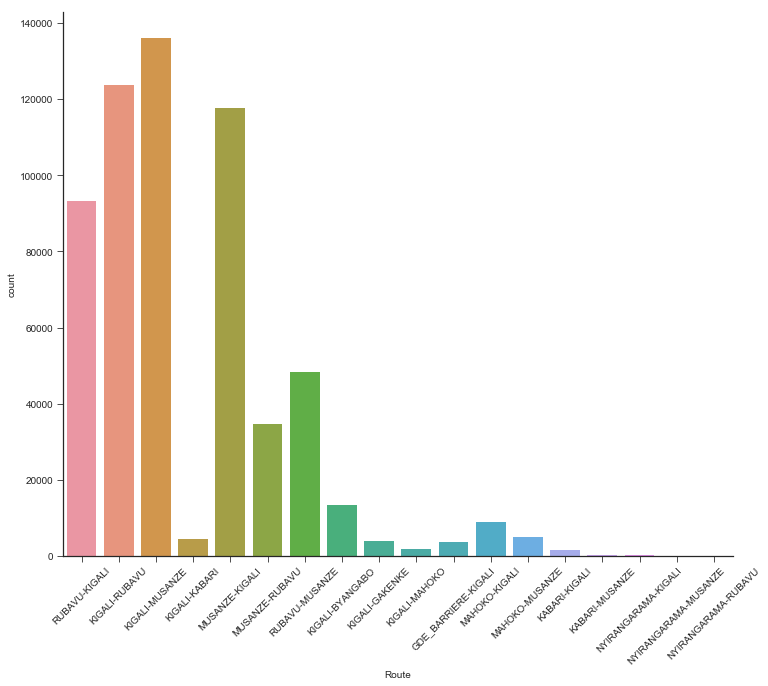 140000
120000
100000
80000
60000
40000
20000
0
count
RUBAVU-KIGALI
KIGALI-RUBAVU
KIGALI-MUSANZE
KIGALI-KABARI
MUSANZE-KIGALI
MUSANZE-RUBAVU
RUBAVU-MUSANZE
KIGALI-BYANGABO
KIGALI-GAKENKE
KIGALI-MAHOKO
GDE_BARRIERE-KIGALI
MAHOKO-KIGALI
MAHOKO-MUSANZE
KABARI-KIGALI
KABARI-MUSANZE
NYIRANGARAMA-KIGALI
NYIRANGARAMA-MUSANZE
NYIRANGARAMA-RUBAVU
Route